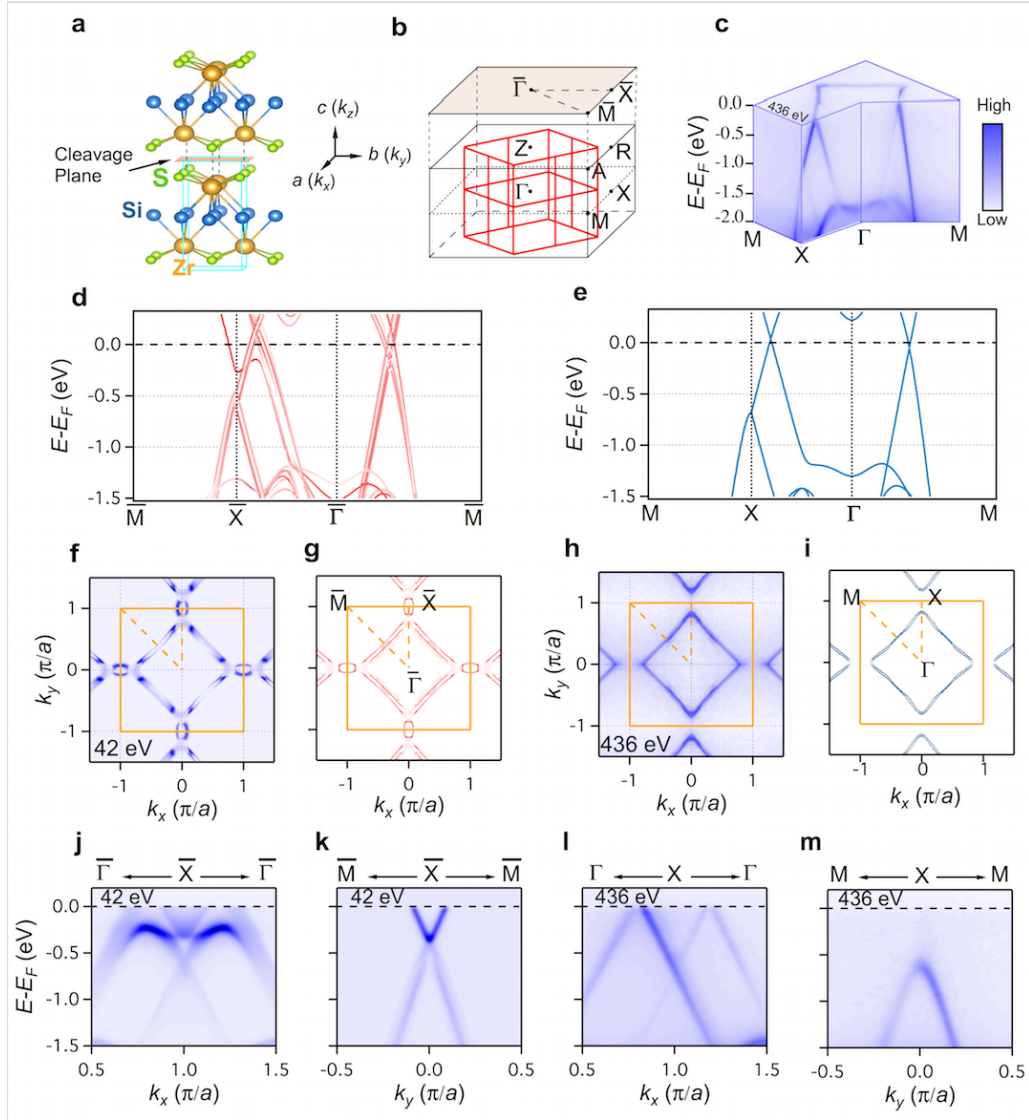 a
b
c
Cleavage
Plane
S
Si
Zr
c (kz)
b (ky)
a (kx)
Γ̅
X̅
M̅
Z
R
A
Γ
X
M
436 eV
0.0
-0.5
-1.0
-1.5
-2.0
E-EF (eV)
M
X
Γ
M
High
Low
d
e
0.0
-0.5
-1.0
-1.5
E-EF (eV)
M̅
X̅
Γ̅
M̅
0.0
-0.5
-1.0
-1.5
E-EF (eV)
M
X
Γ
M
f
g
h
i
1
0
-1
ky (π/a)
42 eV
-1
0
1
kx (π/a)
M̅
X̅
Γ̅
-1
0
1
kx (π/a)
1
0
-1
ky (π/a)
436 eV
-1
0
1
kx (π/a)
M
X
Γ
-1
0
1
kx (π/a)
j
k
l
m
Γ̅ X̅ Γ̅
42 eV
0.0
-0.5
-1.0
-1.5
E-EF (eV)
0.5
1.0
1.5
kx (π/a)
M̅ X̅ M̅
42 eV
-0.5
0.0
0.5
ky (π/a)
Γ X Γ
436 eV
0.5
1.0
1.5
kx (π/a)
M X M
436 eV
-0.5
0.0
0.5
ky (π/a)